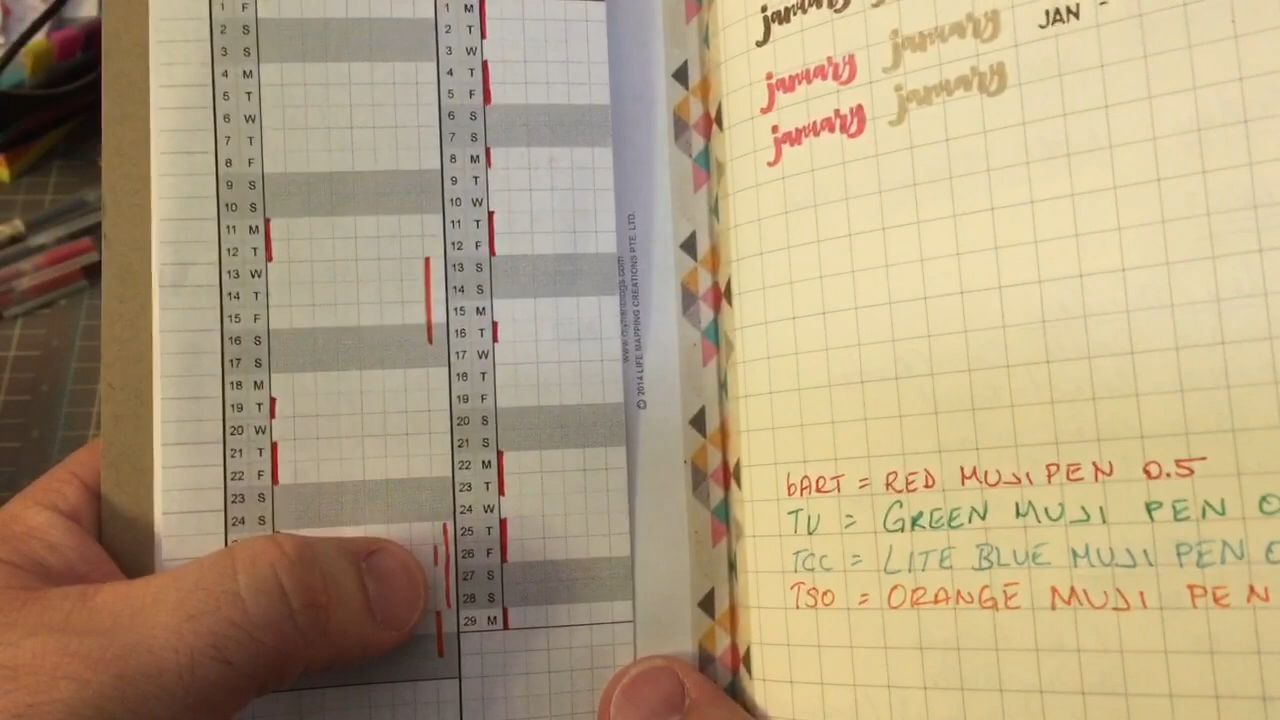 1 F
2 S
3 S
4 M
5 T
6 W
7 T
8 F
9 S
10 S
11 M
12 T
13 W
14 T
15 F
16 S
17 S
18 M
19 T
20 W
21 T
22 F
23 S
24 S
1 M
2 T
3 W
4 T
5 F
6 S
7 S
8 M
9 T
10 W
11 T
12 F
13 S
14 S
15 M
16 T
17 W
18 T
19 F
20 S
21 S
22 M
23 T
24 W
25 T
26 F
27 S
28 S
29 M
© 2014 LIFE MAPPING CREATIONS PTE. LTD.
january
january january
january january
JAN -
bART = RED MUJI PEN 0.5
TV = GREEN MUJI PEN 0
TCC = LITE BLUE MUJI PEN
TSO = ORANGE MUJI PEN